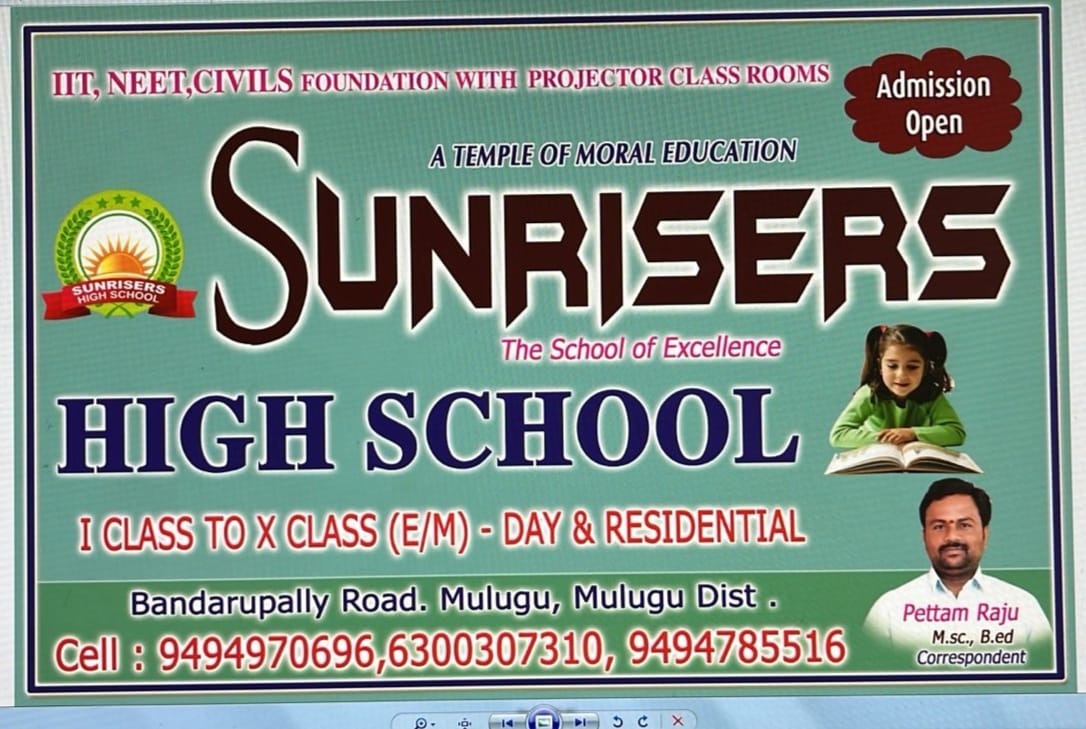 IIT, NEET,CIVILS FOUNDATION WITH PROJECTOR CLASS ROOMS
Admission
Open
A TEMPLE OF MORAL EDUCATION
SUNRISERS
SUNRISERS
HIGH SCHOOL
The School of Excellence
HIGH SCHOOL
I CLASS TO X CLASS (E/M) - DAY & RESIDENTIAL
Bandarupally Road. Mulugu, Mulugu Dist .
Cell : 9494970696,6300307310, 9494785516
Pettam Raju
M.sc., B.ed
Correspondent